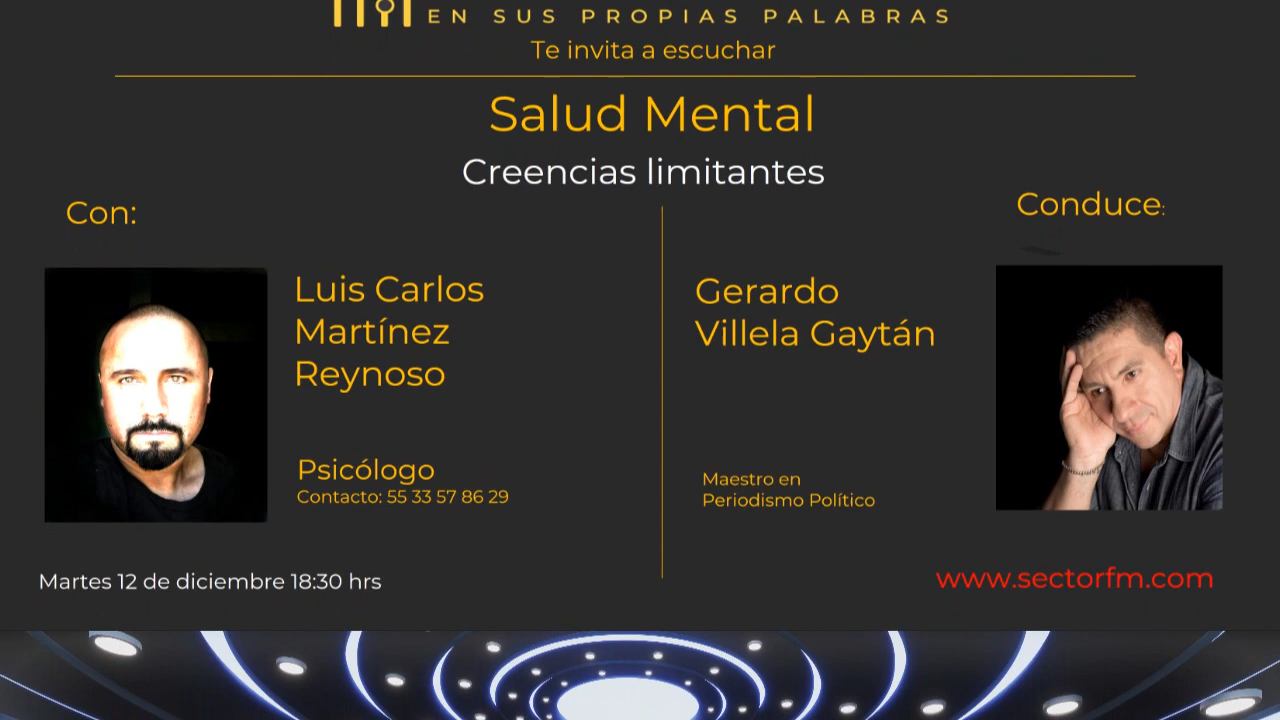 EN SUS PROPIAS PALABRAS
Te invita a escuchar
Salud Mental
Creencias limitantes
Con:
Luis Carlos
Martínez
Reynoso
Psicólogo
Contacto: 55 33 57 86 29
Conduce:
Gerardo
Villela Gaytán
Maestro en
Periodismo Político
Martes 12 de diciembre 18:30 hrs
www.sectorfm.com